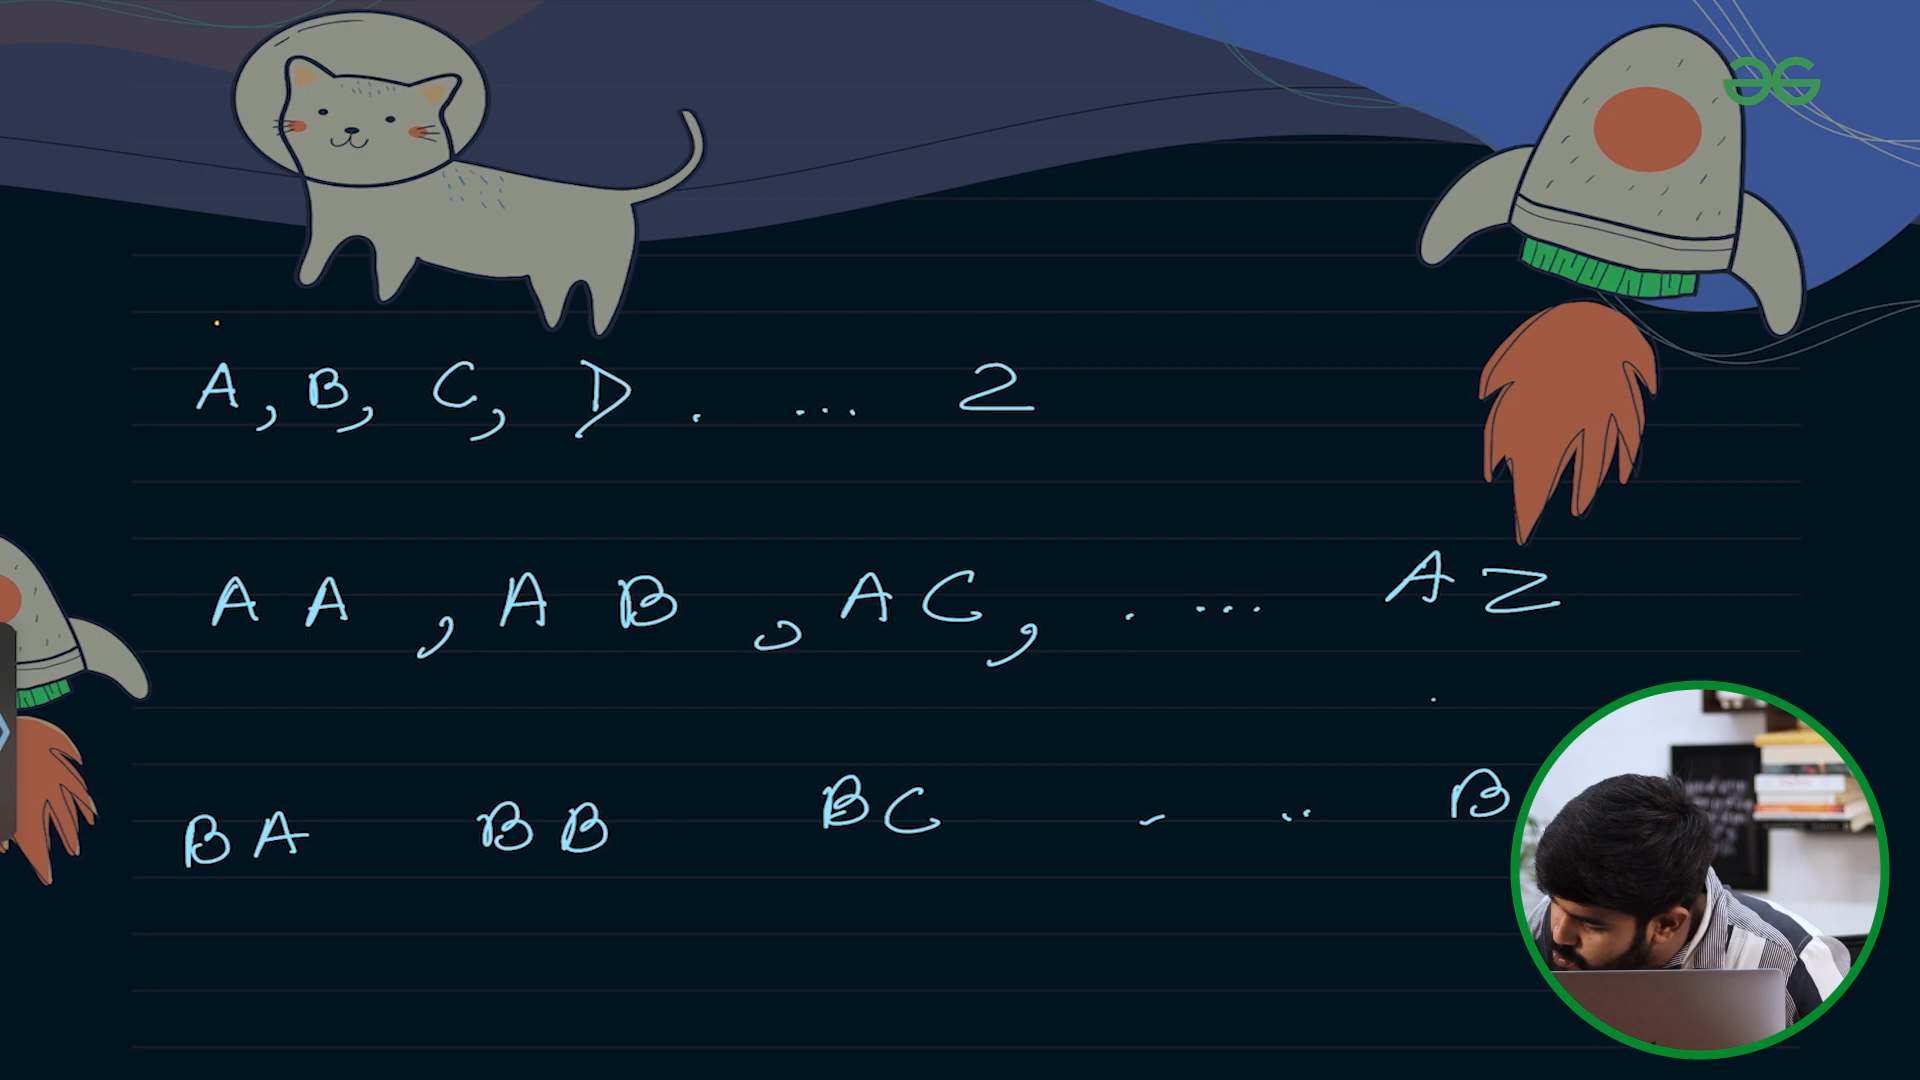 A, B, C, D . ... Z
AA, AB, AC, . ... AZ
BA BB BC - .. B